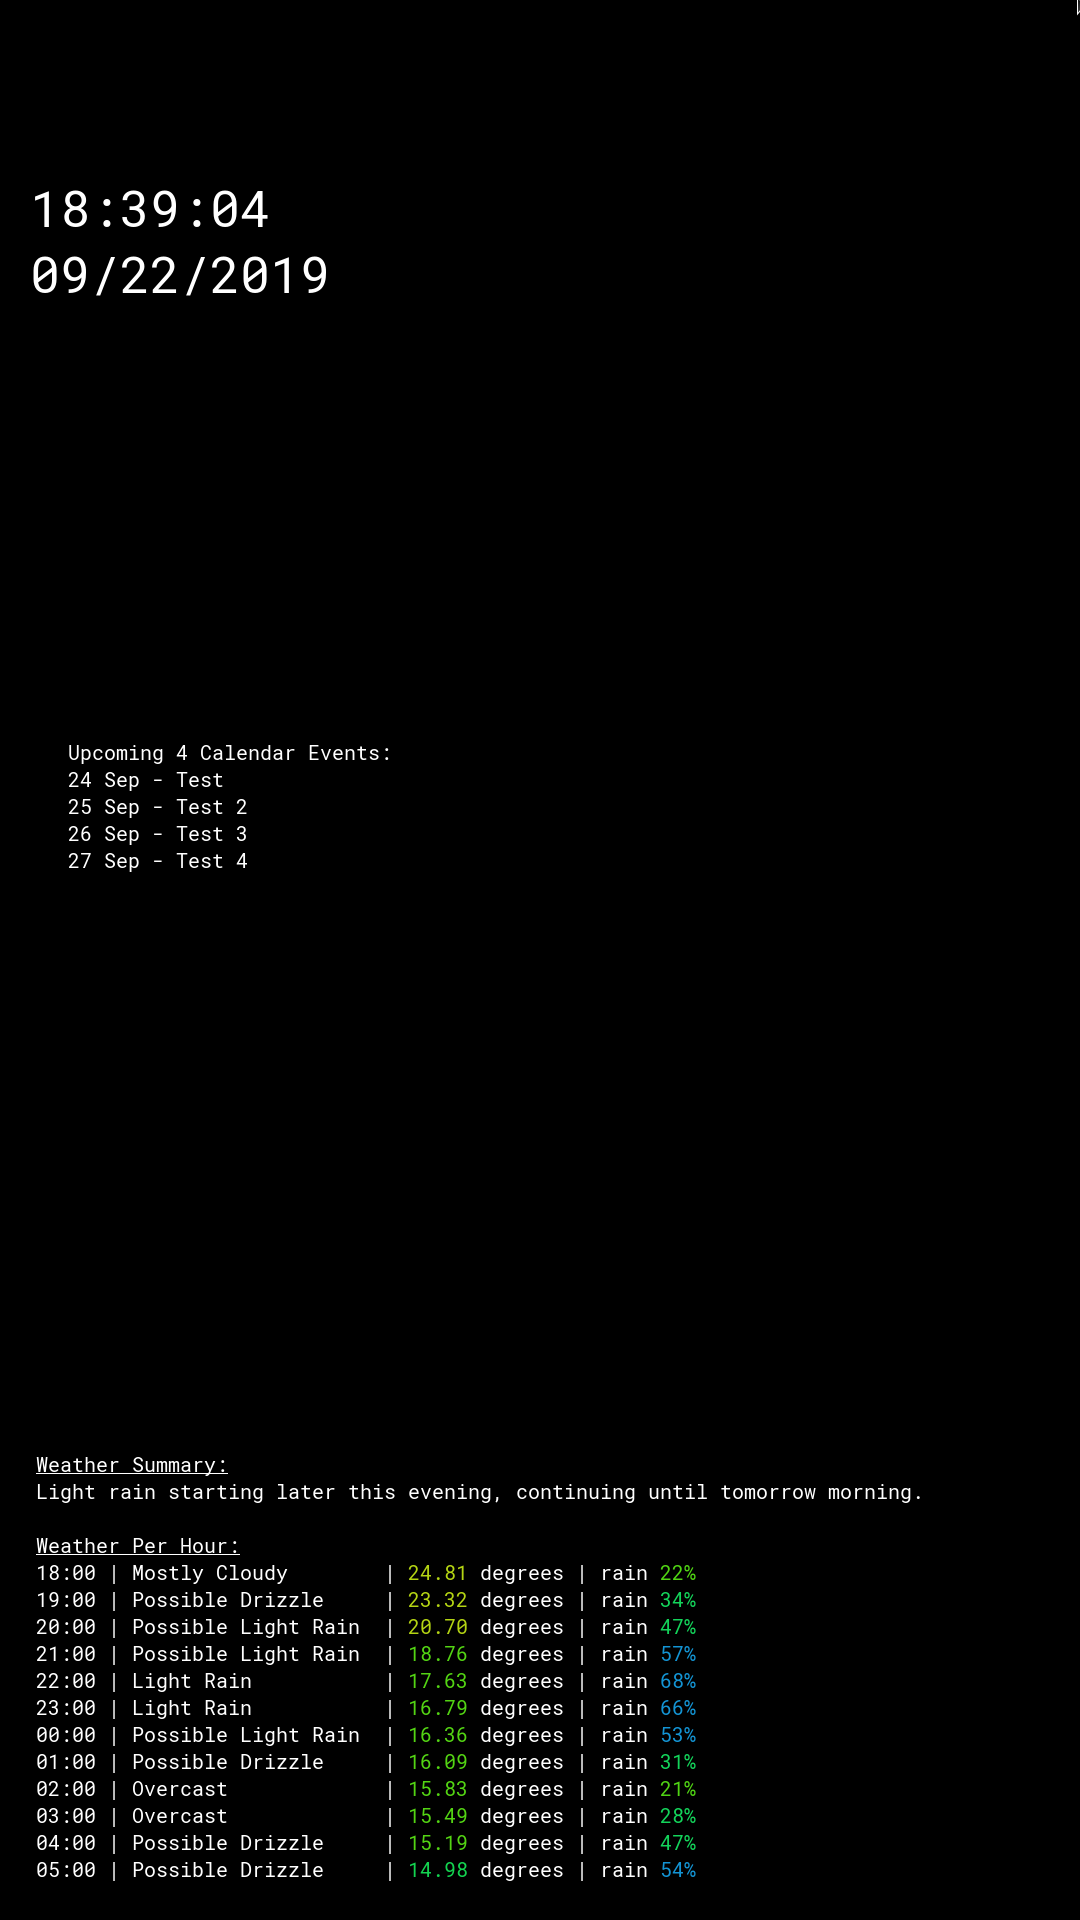 18:39:04
09/22/2019
Upcoming 4 Calendar Events:
24 Sep - Test
25 Sep - Test 2
26 Sep - Test 3
27 Sep - Test 4
Weather Summary:
Light rain starting later this evening, continuing until tomorrow morning.
Weather Per Hour:
18:00 | Mostly Cloudy | 24.81 degrees | rain 22%
19:00 | Possible Drizzle | 23.32 degrees | rain 34%
20:00 | Possible Light Rain | 20.70 degrees | rain 47%
21:00 | Possible Light Rain | 18.76 degrees | rain 57%
22:00 | Light Rain | 17.63 degrees | rain 68%
23:00 | Light Rain | 16.79 degrees | rain 66%
00:00 | Possible Light Rain | 16.36 degrees | rain 53%
01:00 | Possible Drizzle | 16.09 degrees | rain 31%
02:00 | Overcast | 15.83 degrees | rain 21%
03:00 | Overcast | 15.49 degrees | rain 28%
04:00 | Possible Drizzle | 15.19 degrees | rain 47%
05:00 | Possible Drizzle | 14.98 degrees | rain 54%